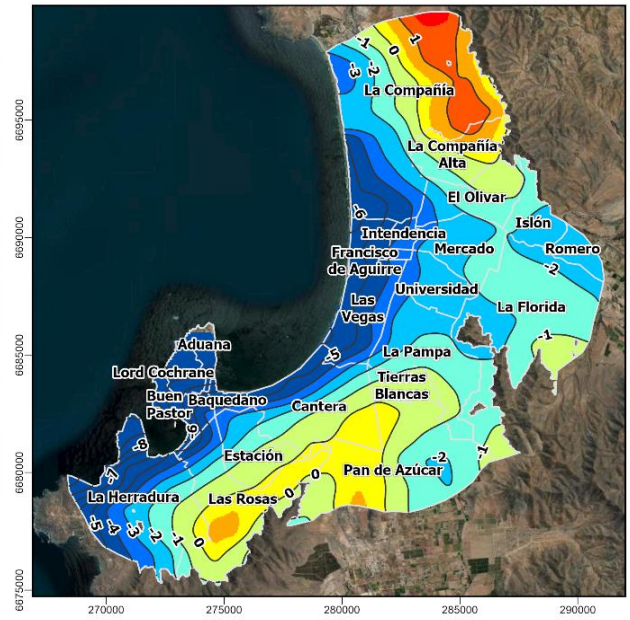 -1
1
0
-2
-3
La Compañía
6695000
La Compañía
Alta
El Olivar
-6
Islón
6690000
Intendencia
Mercado
Romero
Francisco
de Aguirre
-2
Universidad
Las
Vegas
La Florida
-1
Aduana
-5
La Pampa
6685000
Lord Cochrane
Tierras
Blancas
Buen
Pastor
Baquedano
Cantera
-6
-8
-1
Estación
-2
6680000
-7
0
Pan de Azúcar
La Herradura
Las Rosas
0
-5
-4
-3
-2
-1
0
6675000
270000
275000
280000
285000
290000